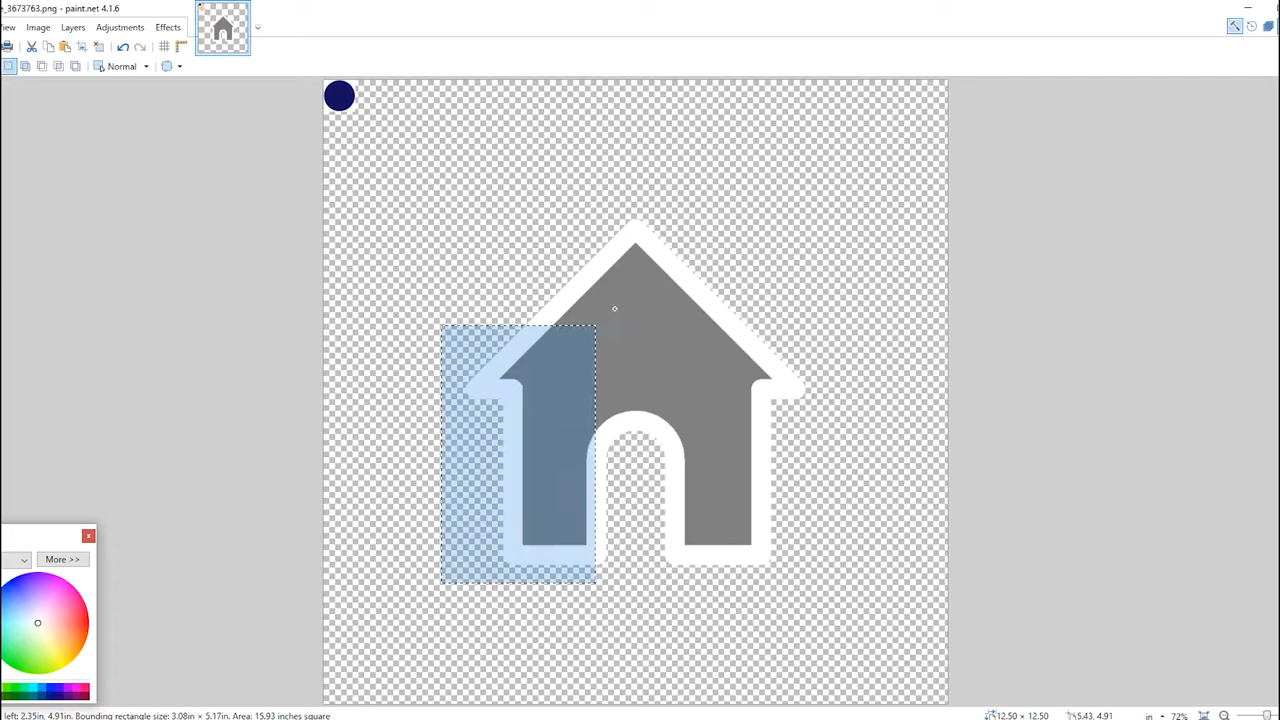 e_3673763.png - paint.net 4.1.6
View Image Layers Adjustments Effects
Normal
More >>
left: 2.35in, 4.91in. Bounding rectangle size: 3.08in × 5.17in. Area: 15.93 inches square
12.50 × 12.50
5.43, 4.91
in
72%